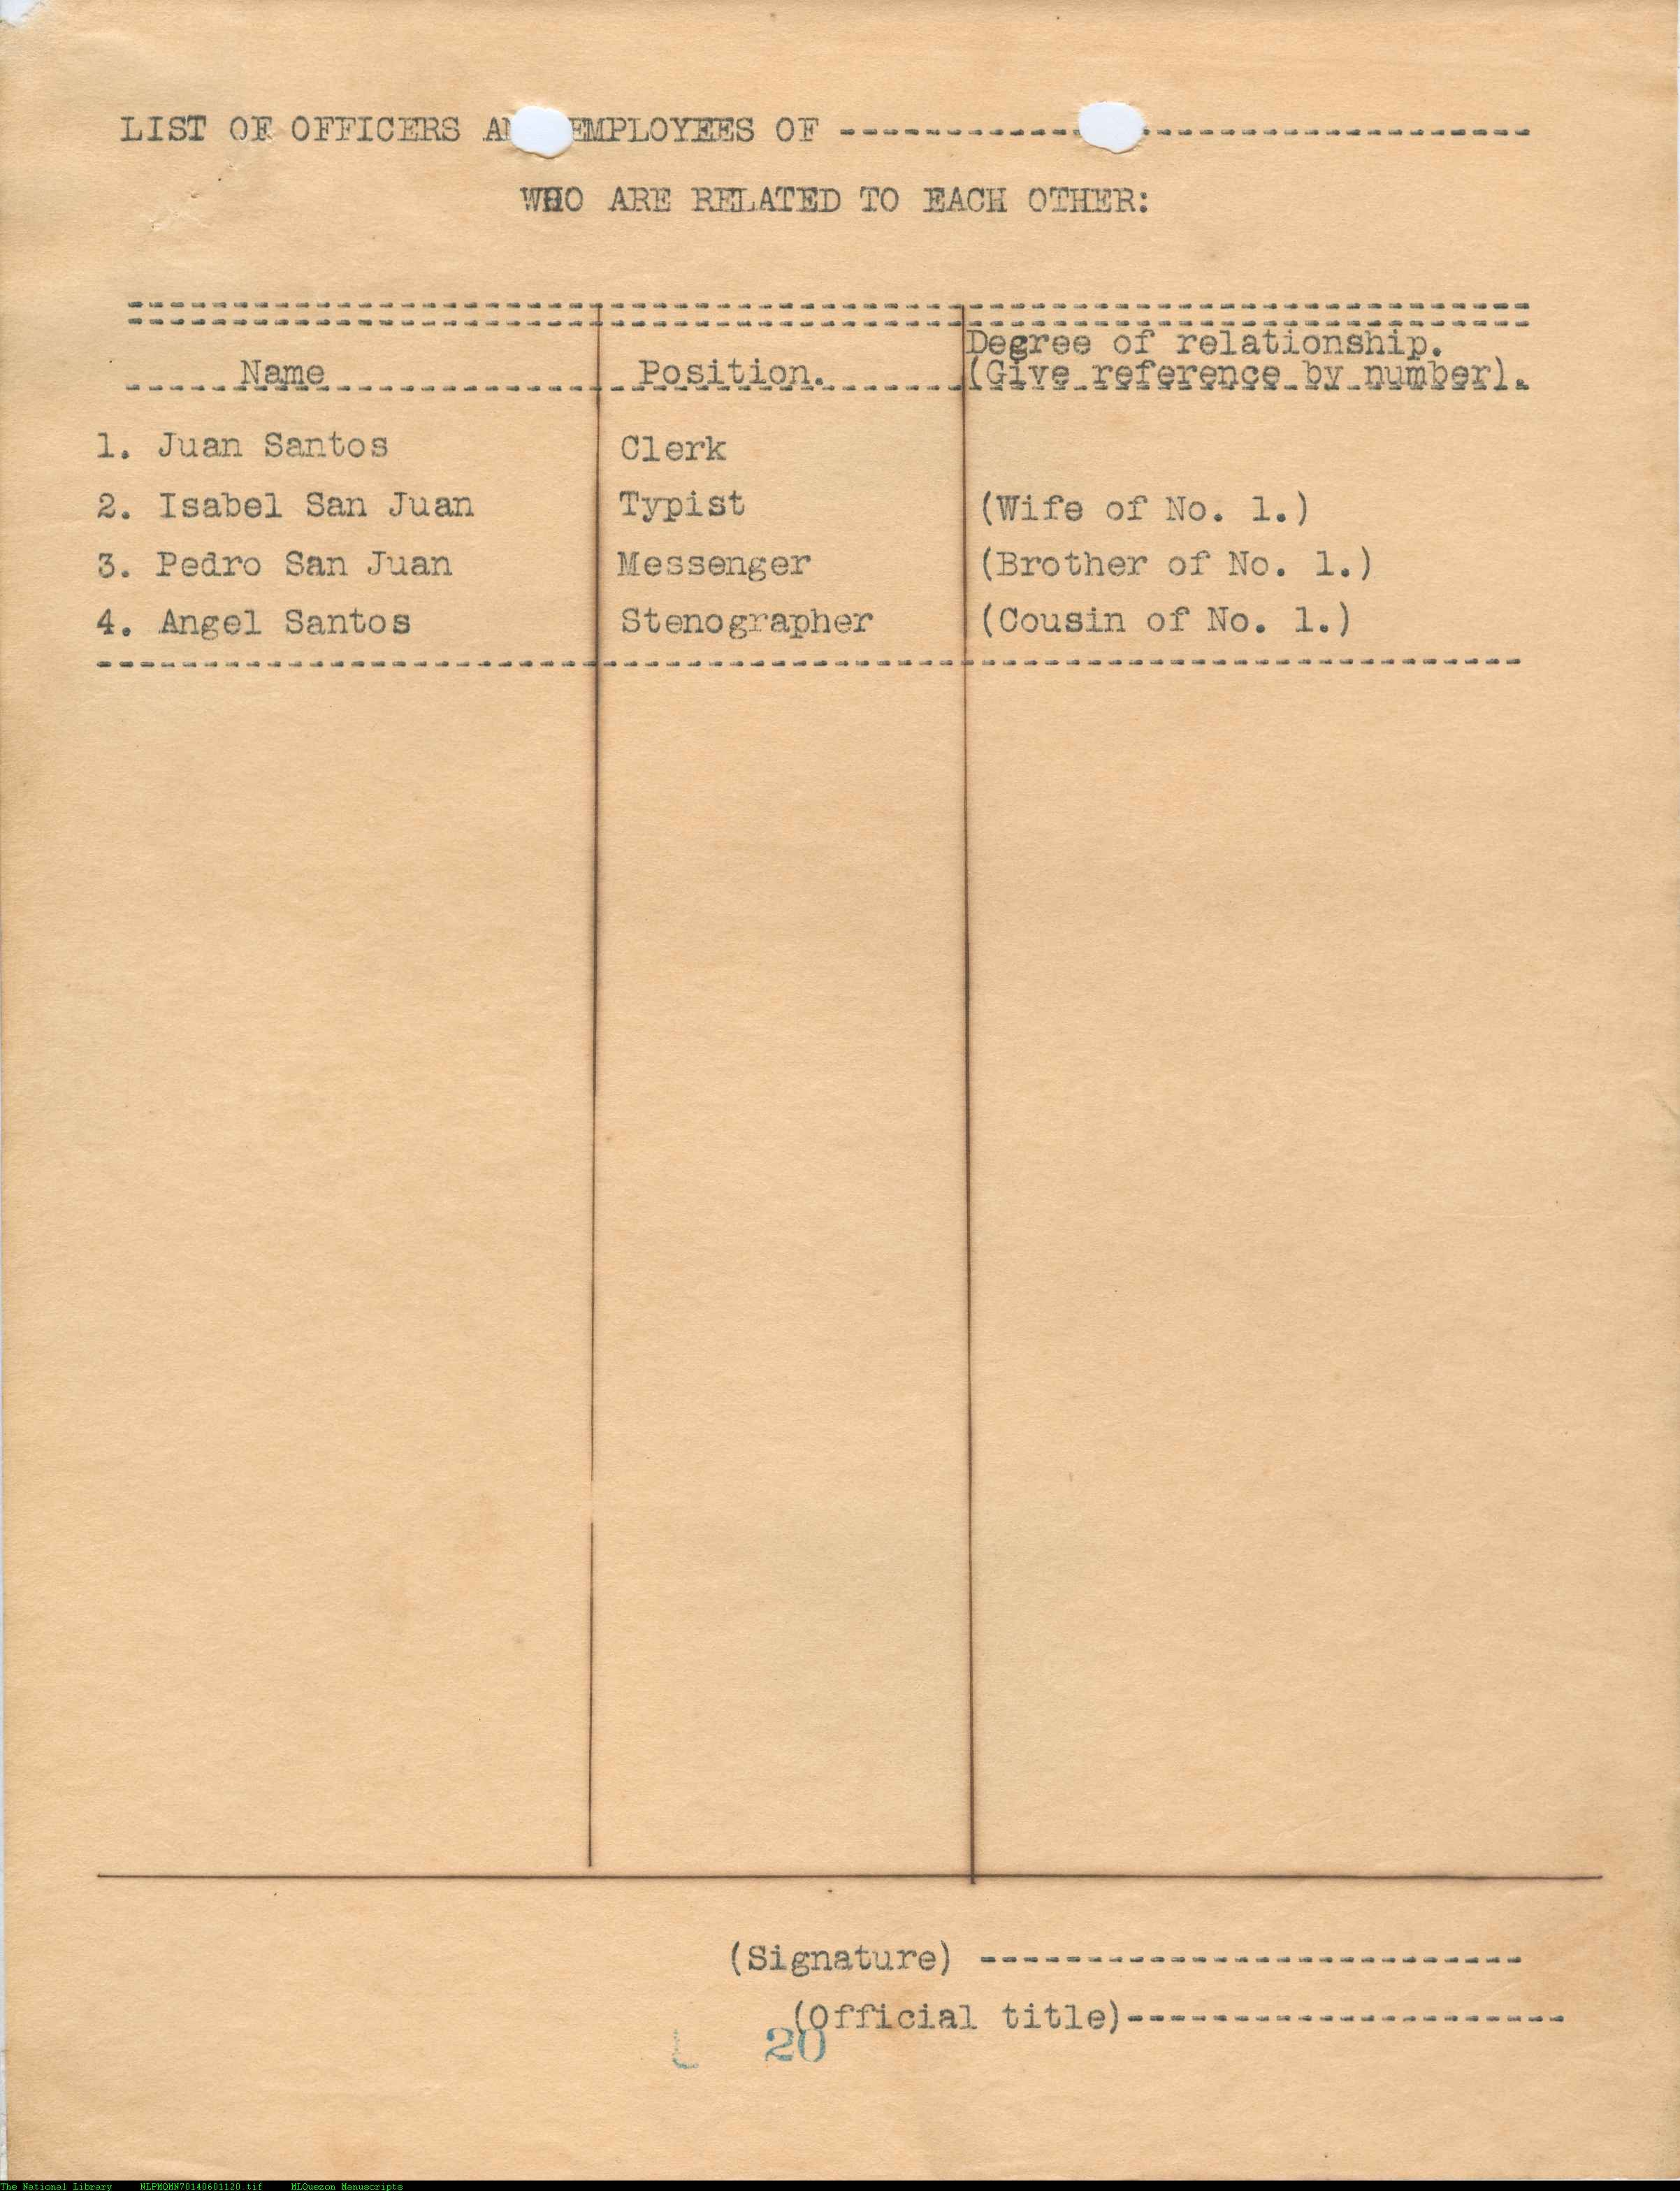 LIST OF OFFICERS AN EMPLOYEES OF --------------------------------
WHO ARE RELATED TO EACH OTHER:
Name Position. Degree of relationship. (Give reference by number).
1. Juan Santos Clerk
2. Isabel San Juan Typist (Wife of No. 1.)
3. Pedro San Juan Messenger (Brother of No. 1.)
4. Angel Santos Stenographer (Cousin of No. 1.)
(Signature) --------------------------
(Official title)---------------------
20
The National Library NLPMQMN70140601120.tif MLQuezon Manuscripts